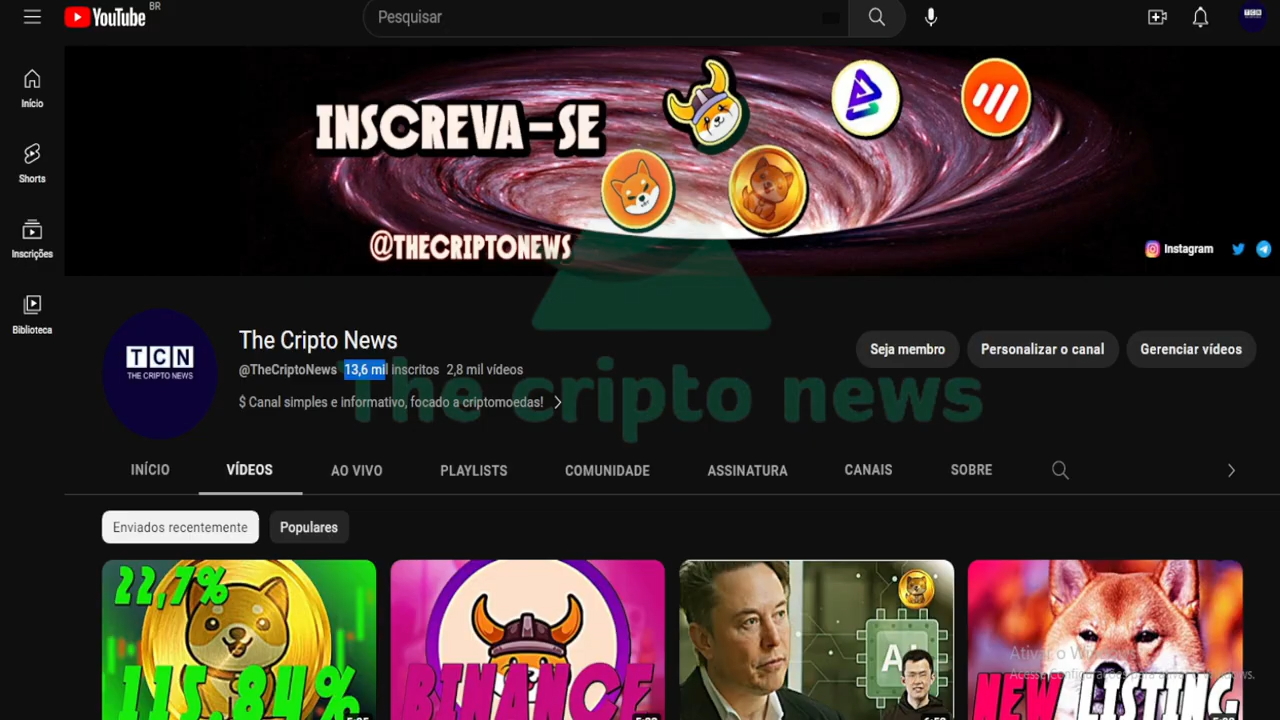 YouTube BR
Pesquisar
TCN
Início
Shorts
Inscrições
Biblioteca
INSCREVA-SE
@THECRIPTONEWS
Instagram
TCN
THE CRIPTO NEWS
The Cripto News
@TheCriptoNews 13,6 mil inscritos 2,8 mil vídeos
$ Canal simples e informativo, focado a criptomoedas!
Seja membro
Personalizar o canal
Gerenciar vídeos
The cripto news
INÍCIO
VÍDEOS
AO VIVO
PLAYLISTS
COMUNIDADE
ASSINATURA
CANAIS
SOBRE
Enviados recentemente
Populares
22,7%
115,84%
BINANCE
AI
NEW LISTING